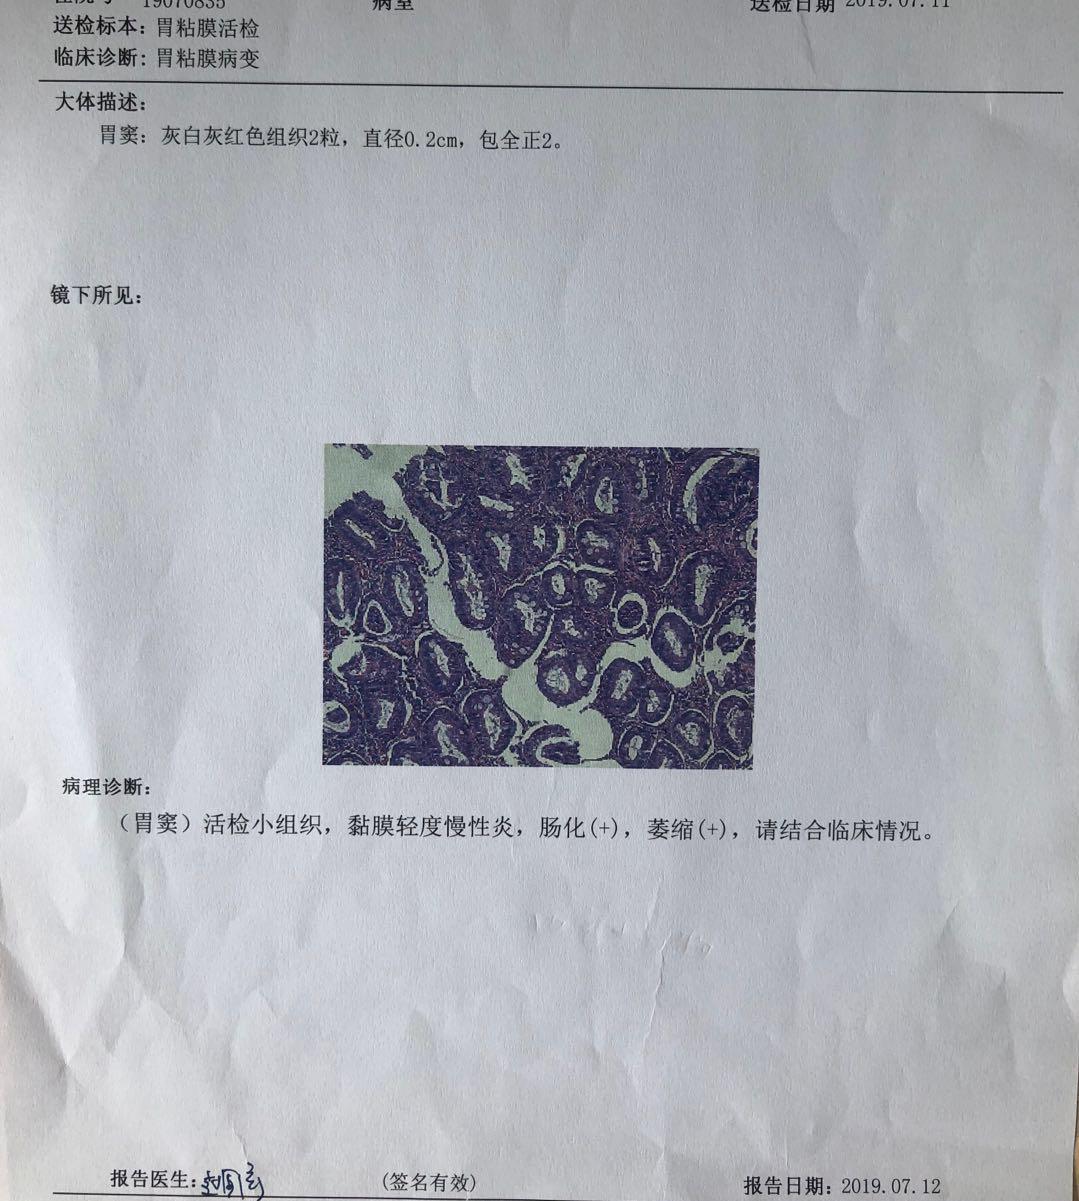 19070835 病室 送检日期 2019.07.11
送检标本：胃粘膜活检
临床诊断：胃粘膜病变
大体描述：
胃窦：灰白灰红色组织2粒，直径0.2cm，包全正2。
镜下所见：
病理诊断：
（胃窦）活检小组织，黏膜轻度慢性炎，肠化(+)，萎缩(+)，请结合临床情况。
报告医生： (签名有效) 报告日期：2019.07.12